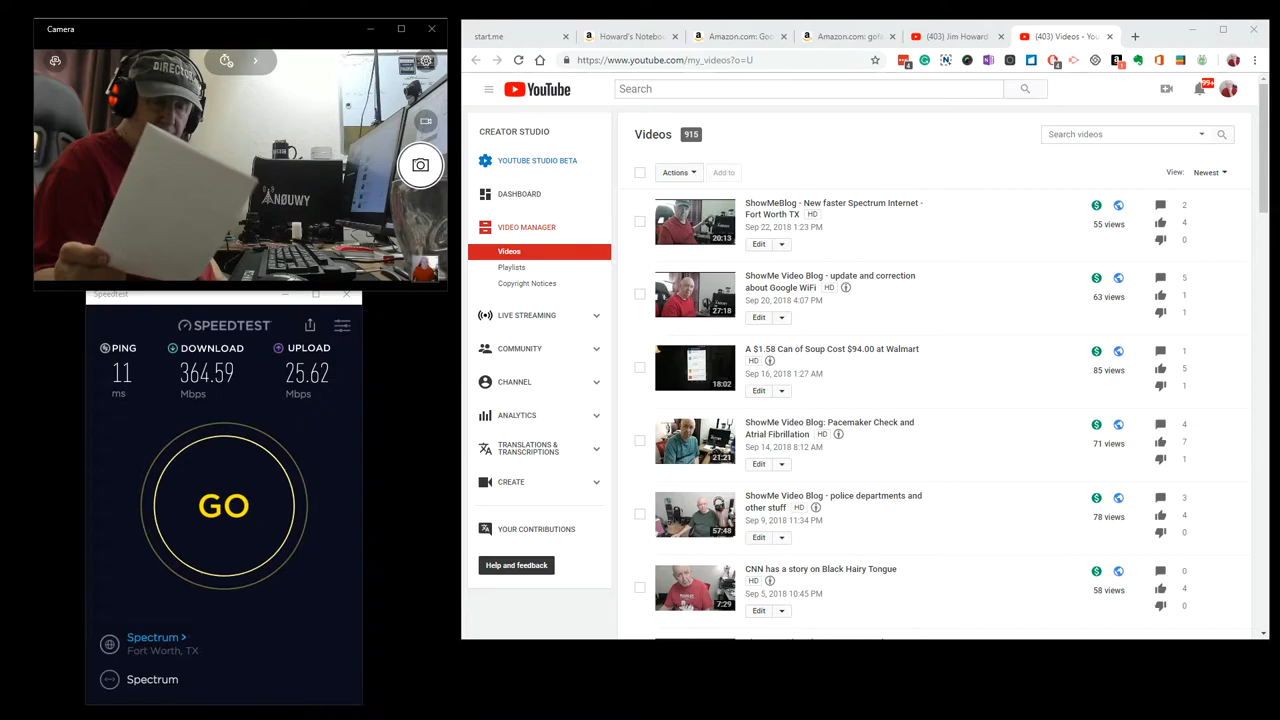 Camera
DIRECTOR
ANØUWY
Speedtest
SPEEDTEST
PING
DOWNLOAD
UPLOAD
11
364.59
25.62
ms
Mbps
Mbps
GO
Spectrum >
Fort Worth, TX
Spectrum
start.me
Howard's Notebo
Amazon.com: Goo
Amazon.com: gofa
(403) Jim Howard
(403) Videos - You
https://www.youtube.com/my_videos?o=U
YouTube
Search
99+
CREATOR STUDIO
YOUTUBE STUDIO BETA
DASHBOARD
VIDEO MANAGER
Videos
Playlists
Copyright Notices
LIVE STREAMING
COMMUNITY
CHANNEL
ANALYTICS
TRANSLATIONS &
TRANSCRIPTIONS
CREATE
YOUR CONTRIBUTIONS
Help and feedback
Videos 915
Search videos
Actions
Add to
View: Newest
ShowMeBlog - New faster Spectrum Internet -
Fort Worth TX HD
Sep 22, 2018 1:23 PM
Edit
20:13
55 views
2
4
0
ShowMe Video Blog - update and correction
about Google WiFi HD
Sep 20, 2018 4:07 PM
Edit
27:18
63 views
5
1
1
A $1.58 Can of Soup Cost $94.00 at Walmart
HD
Sep 16, 2018 1:27 AM
Edit
18:02
85 views
1
5
1
ShowMe Video Blog: Pacemaker Check and
Atrial Fibrillation HD
Sep 14, 2018 8:12 AM
Edit
21:21
71 views
4
7
1
ShowMe Video Blog - police departments and
other stuff HD
Sep 9, 2018 11:34 PM
Edit
57:48
78 views
3
4
0
CNN has a story on Black Hairy Tongue
HD
Sep 5, 2018 10:45 PM
Edit
7:29
58 views
0
4
0